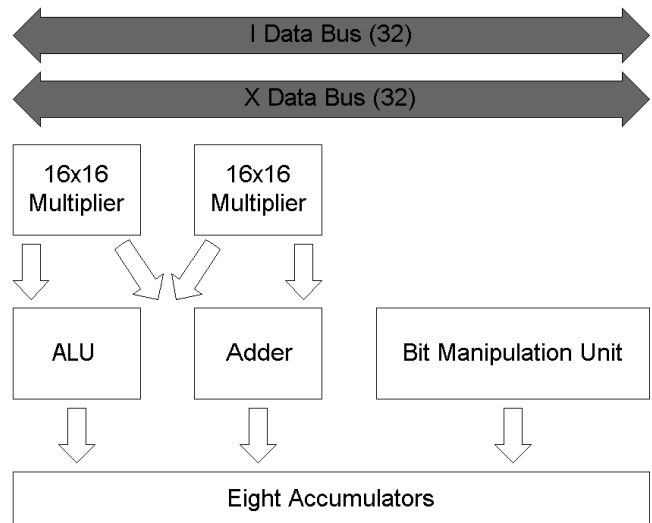 I Data Bus (32)
X Data Bus (32)
16x16
Multiplier
16x16
Multiplier
ALU
Adder
Bit Manipulation Unit
Eight Accumulators